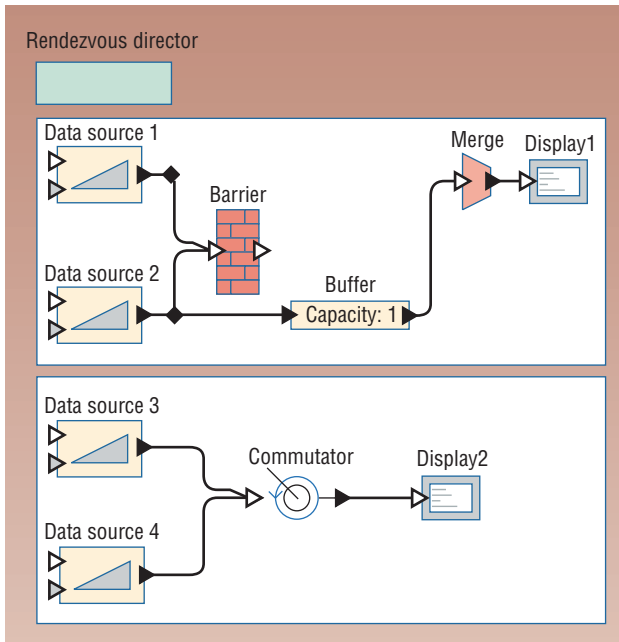 Rendezvous director
Data source 1
Merge
Display1
Barrier
Data source 2
Buffer
Capacity: 1
Data source 3
Commutator
Display2
Data source 4